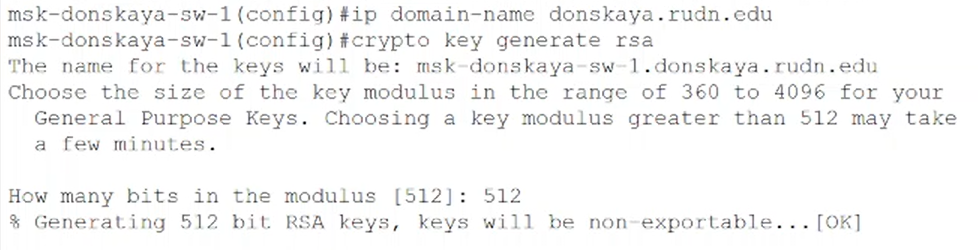 msk-donskaya-sw-1(config)#ip domain-name donskaya.rudn.edu
msk-donskaya-sw-1(config)#crypto key generate rsa
The name for the keys will be: msk-donskaya-sw-1.donskaya.rudn.edu
Choose the size of the key modulus in the range of 360 to 4096 for your
General Purpose Keys. Choosing a key modulus greater than 512 may take
a few minutes.
How many bits in the modulus [512]: 512
% Generating 512 bit RSA keys, keys will be non-exportable...[OK]